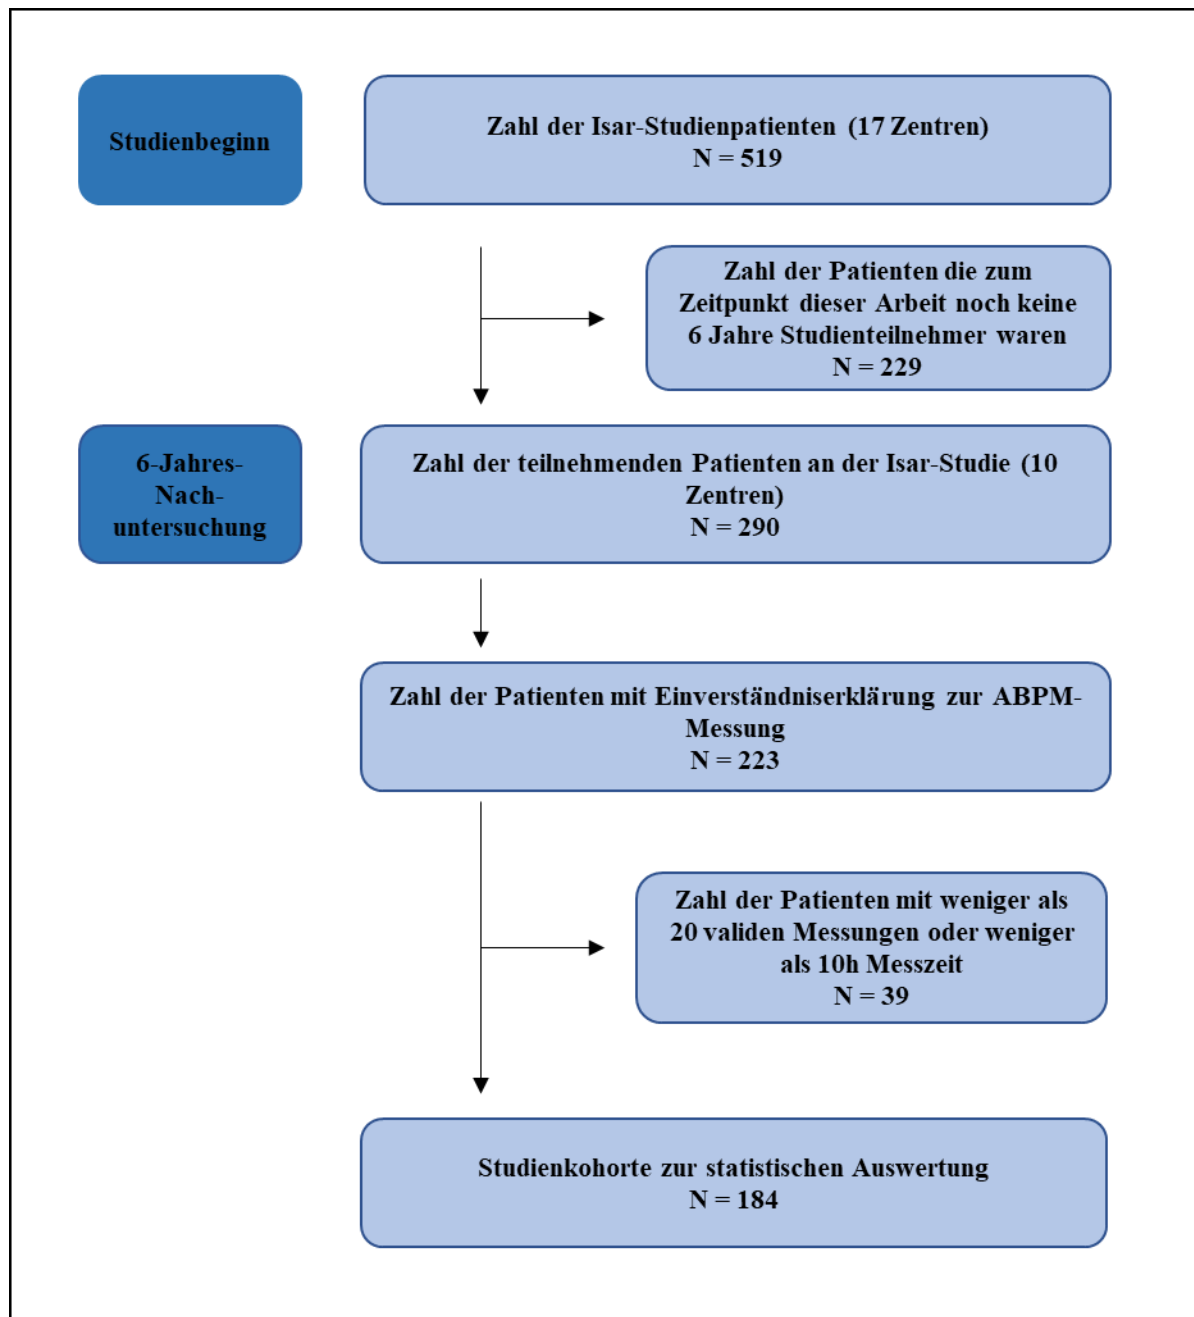 Studienbeginn
Zahl der Isar-Studienpatienten (17 Zentren)
N = 519
Zahl der Patienten die zum
Zeitpunkt dieser Arbeit noch keine
6 Jahre Studienteilnehmer waren
N = 229
6-Jahres-
Nach-
untersuchung
Zahl der teilnehmenden Patienten an der Isar-Studie (10
Zentren)
N = 290
Zahl der Patienten mit Einverständniserklärung zur ABPM-
Messung
N = 223
Zahl der Patienten mit weniger als
20 validen Messungen oder weniger
als 10h Messzeit
N = 39
Studienkohorte zur statistischen Auswertung
N = 184